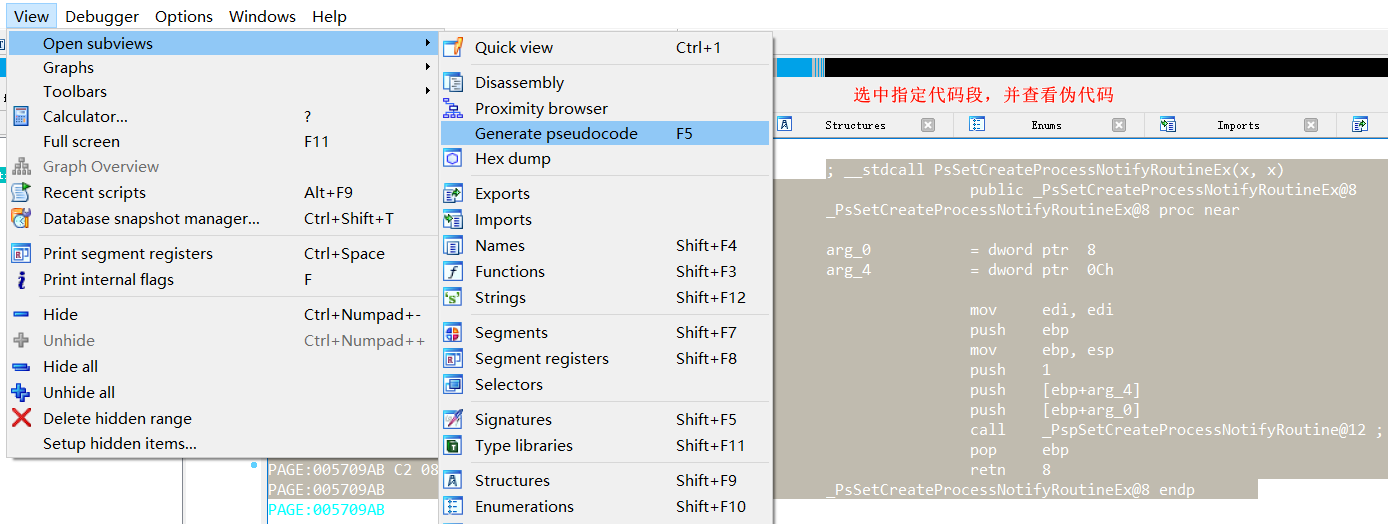 View Debugger Options Windows Help
Open subviews
Graphs
Toolbars
Calculator... ?
Full screen F11
Graph Overview
Recent scripts Alt+F9
Database snapshot manager... Ctrl+Shift+T
Print segment registers Ctrl+Space
Print internal flags F
Hide Ctrl+Numpad+-
Unhide Ctrl+Numpad++
Hide all
Unhide all
Delete hidden range
Setup hidden items...
Quick view Ctrl+1
Disassembly
Proximity browser
Generate pseudocode F5
Hex dump
Exports
Imports
Names Shift+F4
Functions Shift+F3
Strings Shift+F12
Segments Shift+F7
Segment registers Shift+F8
Selectors
Signatures Shift+F5
Type libraries Shift+F11
Structures Shift+F9
Enumerations Shift+F10
选中指定代码段，并查看伪代码
Structures Enums Imports
; __stdcall PsSetCreateProcessNotifyRoutineEx(x, x)
public _PsSetCreateProcessNotifyRoutineEx@8
_PsSetCreateProcessNotifyRoutineEx@8 proc near
arg_0 = dword ptr 8
arg_4 = dword ptr 0Ch
mov edi, edi
push ebp
mov ebp, esp
push 1
push [ebp+arg_4]
push [ebp+arg_0]
call _PspSetCreateProcessNotifyRoutine@12 ;
pop ebp
retn 8
_PsSetCreateProcessNotifyRoutineEx@8 endp
PAGE:005709AB C2 08
PAGE:005709AB
PAGE:005709AB